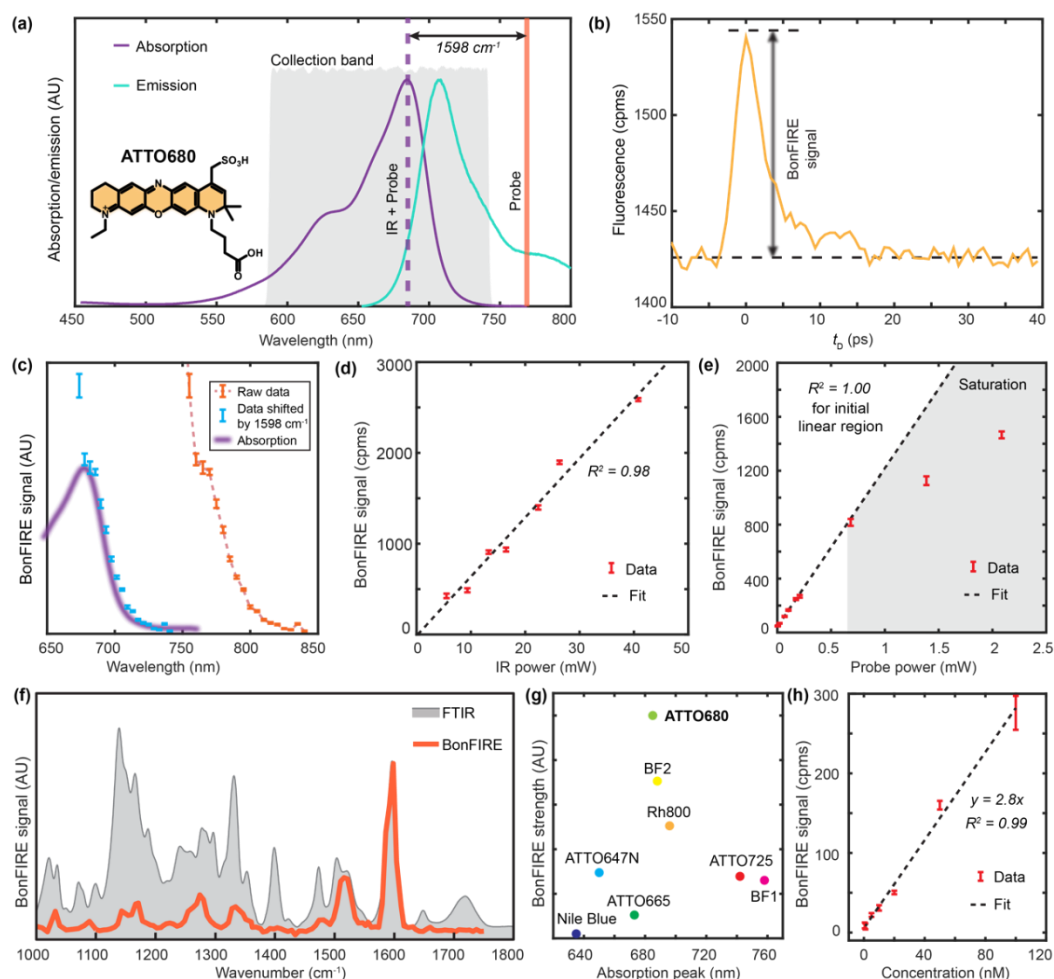 (a)
Absorption
Emission
1598 cm⁻¹
Collection band
ATTO680
SO₃H
N
O
N⁺
N
OH
O
IR + Probe
Probe
Absorption/emission (AU)
450 500 550 600 650 700 750 800
Wavelength (nm)
(b)
1550
1500
1450
1400
Fluorescence (cpms)
BonFIRE
signal
-10 0 10 20 30 40
t_D (ps)
(c)
Raw data
Data shifted
by 1598 cm⁻¹
Absorption
BonFIRE signal (AU)
650 700 750 800 850
Wavelength (nm)
(d)
3000
2000
1000
0
BonFIRE signal (cpms)
R² = 0.98
Data
Fit
0 10 20 30 40 50
IR power (mW)
(e)
2000
1600
1200
800
400
0
BonFIRE signal (cpms)
R² = 1.00
for initial
linear region
Saturation
Data
Fit
0 0.5 1 1.5 2 2.5
Probe power (mW)
(f)
FTIR
BonFIRE
BonFIRE signal (AU)
1000 1100 1200 1300 1400 1500 1600 1700 1800
Wavenumber (cm⁻¹)
(g)
ATTO680
BF2
Rh800
ATTO647N
ATTO725
BF1
ATTO665
Nile Blue
BonFIRE strength (AU)
640 680 720 760
Absorption peak (nm)
(h)
300
200
100
0
BonFIRE signal (cpms)
y = 2.8x
R² = 0.99
Data
Fit
0 20 40 60 80 100
Concentration (nM)